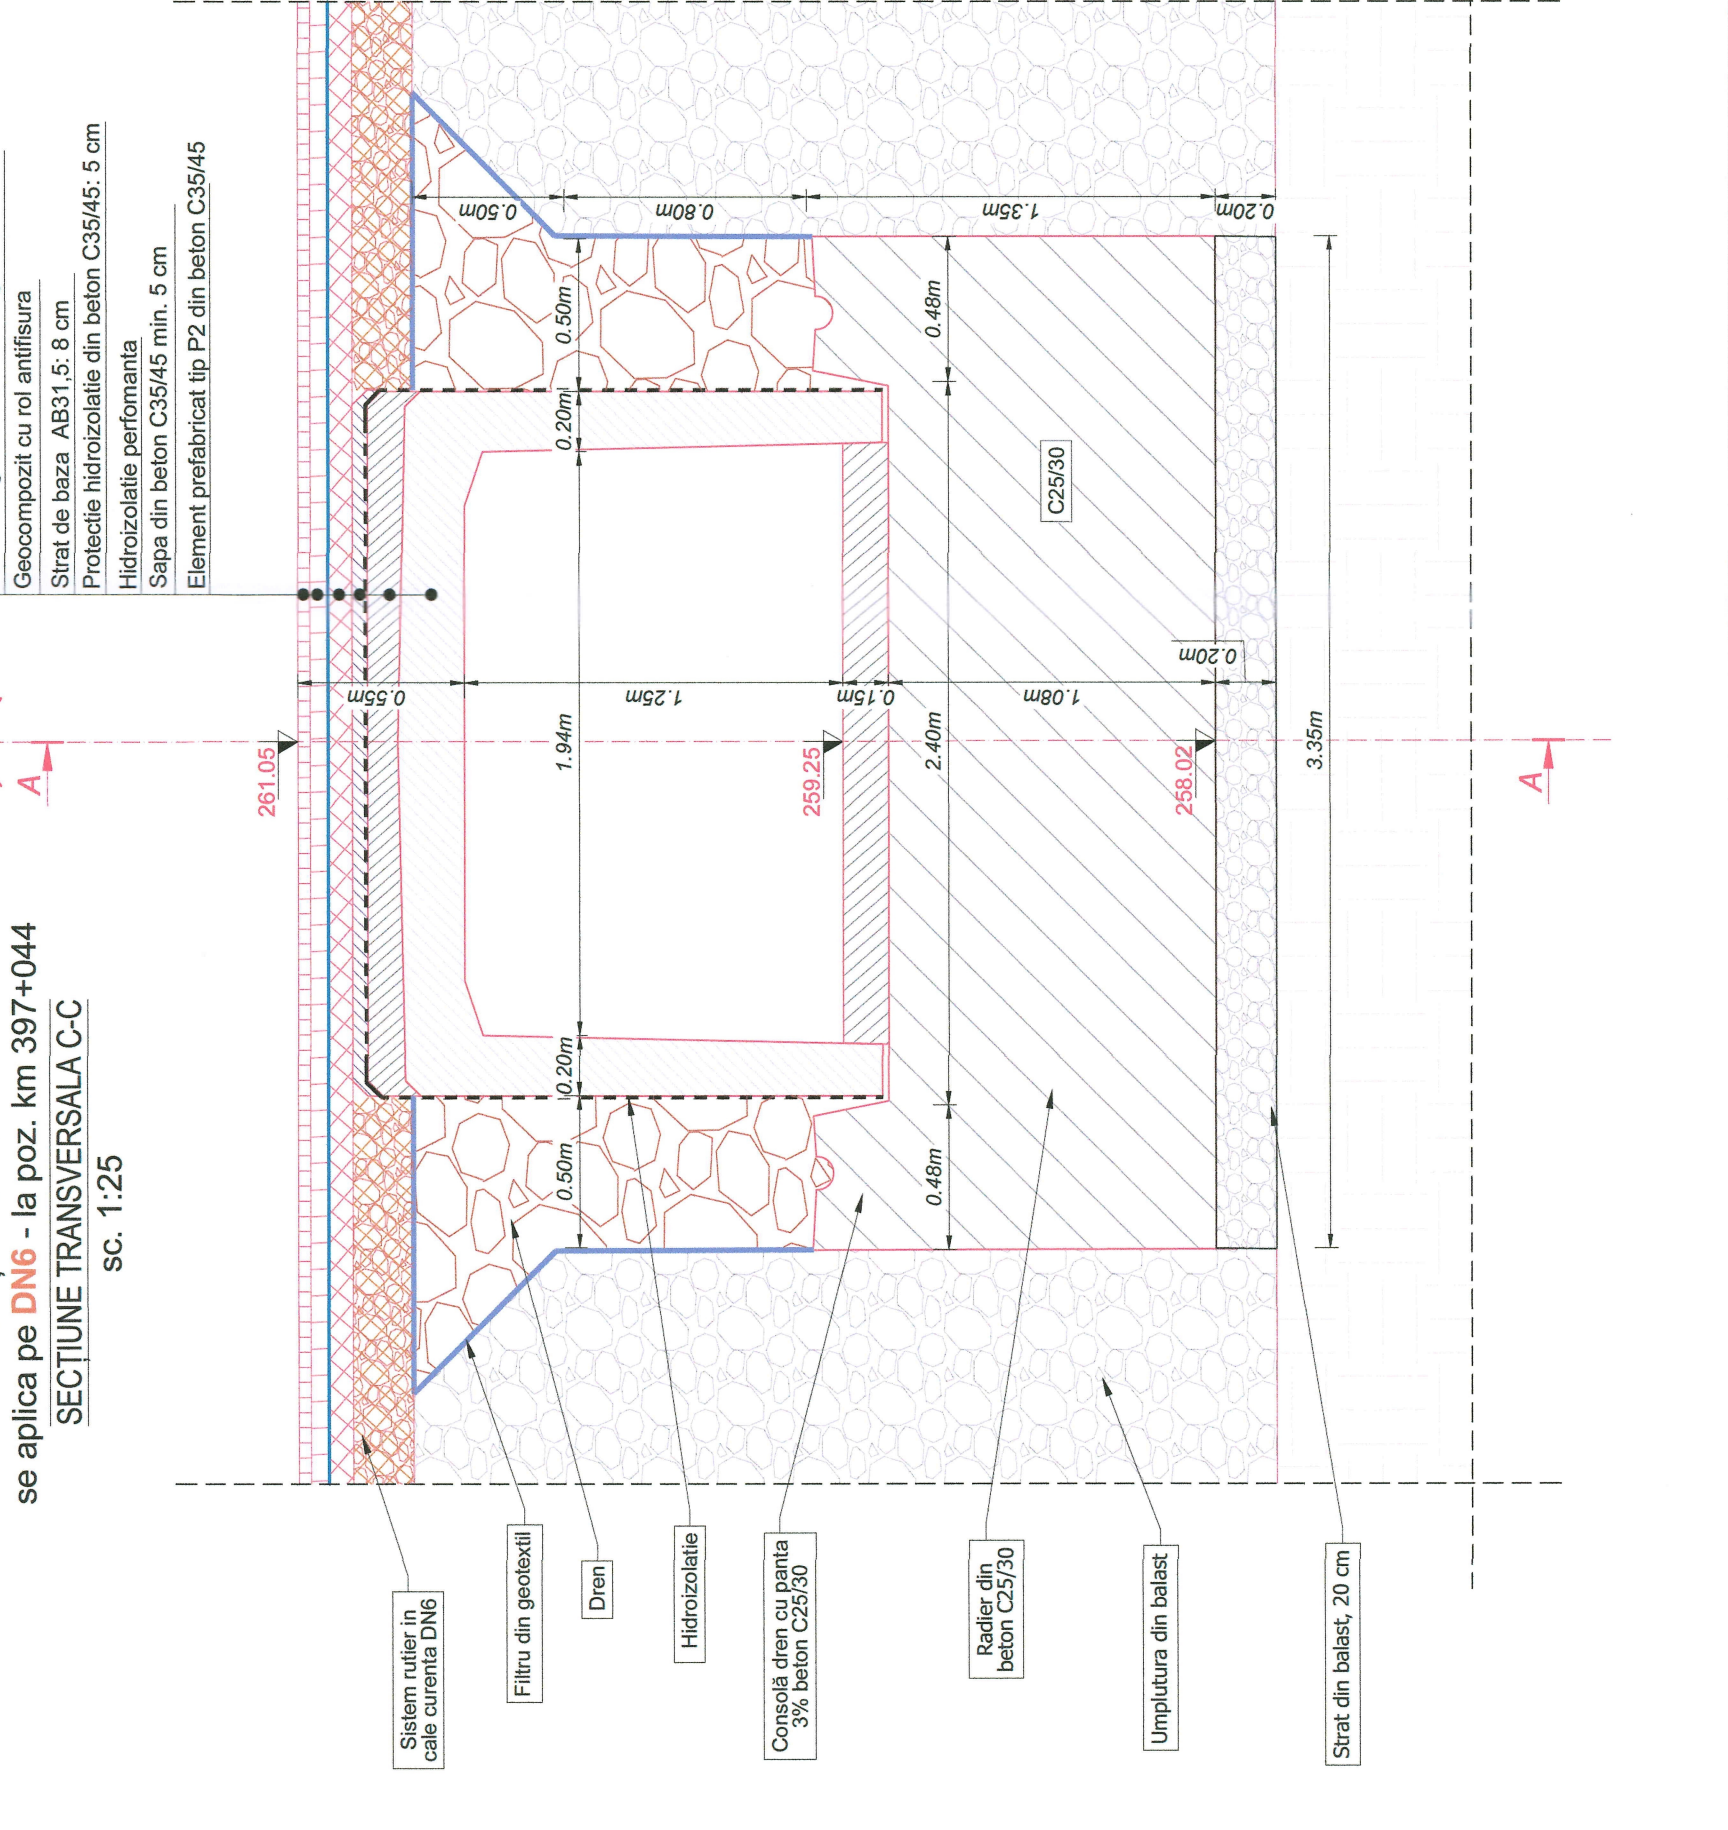 se aplica pe DN6 - la poz. km 397+044
SECȚIUNE TRANSVERSALA C-C
sc. 1:25
Geocompozit cu rol antifisura
Strat de baza AB31,5: 8 cm
Protectie hidroizolatie din beton C35/45: 5 cm
Hidroizolatie perfomanta
Sapa din beton C35/45 min. 5 cm
Element prefabricat tip P2 din beton C35/45
A
261.05
0.55m
0.50m
0.50m
0.20m
1.94m
0.20m
0.50m
1.25m
0.80m
259.25
0.15m
0.48m
2.40m
0.48m
1.08m
1.35m
C25/30
258.02
0.20m
0.20m
3.35m
A
Sistem rutier in
cale curenta DN6
Filtru din geotextil
Dren
Hidroizolatie
Consolă dren cu panta
3% beton C25/30
Radier din
beton C25/30
Umplutura din balast
Strat din balast, 20 cm